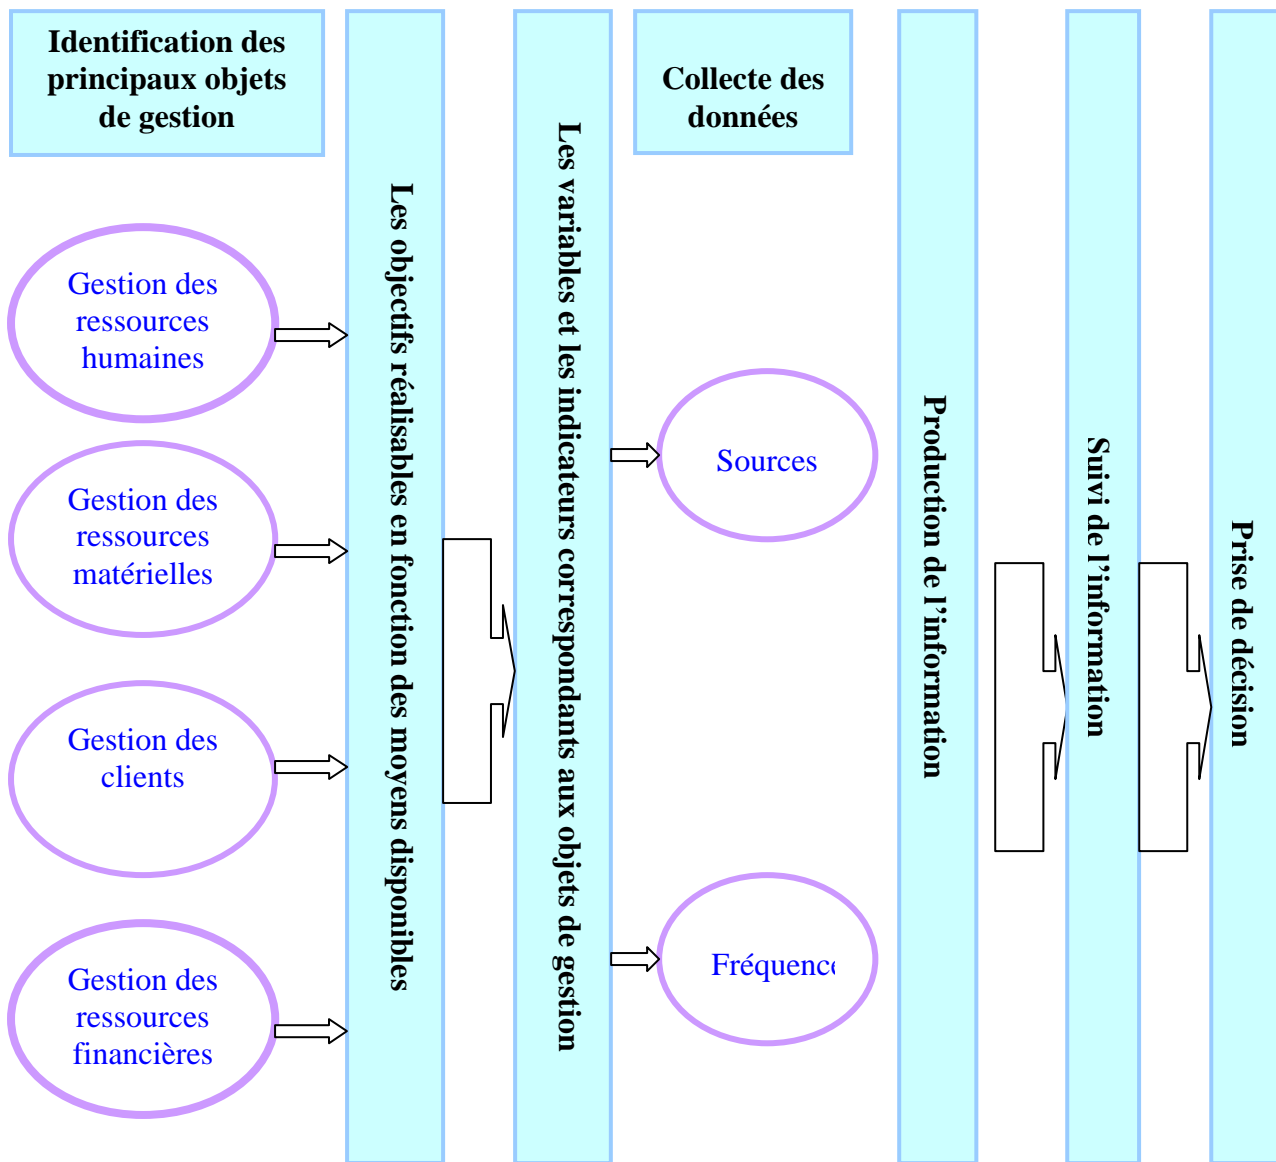 Identification des
principaux objets
de gestion
Gestion des
ressources
humaines
Gestion des
ressources
matérielles
Gestion des
clients
Gestion des
ressources
financières
Les objectifs réalisables en fonction des moyens disponibles
Les variables et les indicateurs correspondants aux objets de gestion
Collecte des
données
Sources
Fréquence
Production de l’information
Suivi de l’information
Prise de décision